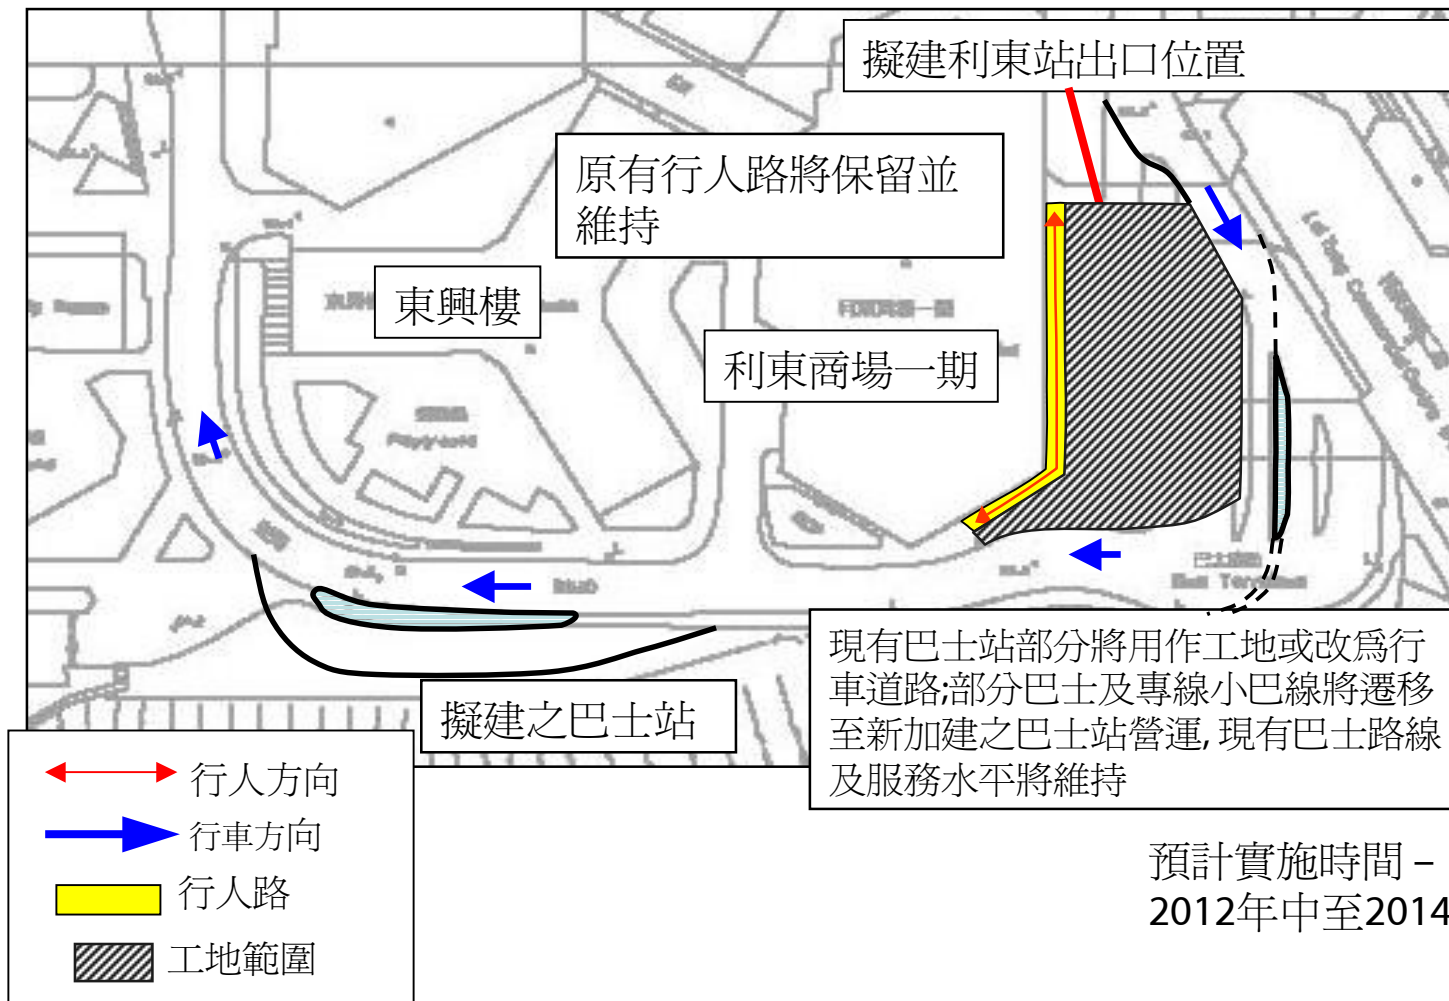 擬建利東站出口位置
原有行人路將保留並
維持
東興樓
利東商場一期
現有巴士站部分將用作工地或改爲行
車道路;部分巴士及專線小巴線將遷移
至新加建之巴士站營運, 現有巴士路線
及服務水平將維持
擬建之巴士站
行人方向
行車方向
行人路
工地範圍
預計實施時間 –
2012年中至2014